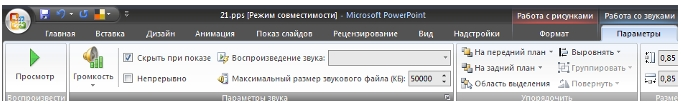 21.pps [Режим совместимости] - Microsoft PowerPoint
Работа с рисунками
Работа со звуками
Главная Вставка Дизайн Анимация Показ слайдов Рецензирование Вид Надстройки Формат Параметры
Просмотр
Громкость
Скрыть при показе
Воспроизведение звука:
Непрерывно
Максимальный размер звукового файла (Кб): 50000
На передний план
Выровнять
На задний план
Группировать
Область выделения
Повернуть
0,85
0,85
Воспроизвести
Параметры звука
Упорядочить
Разме